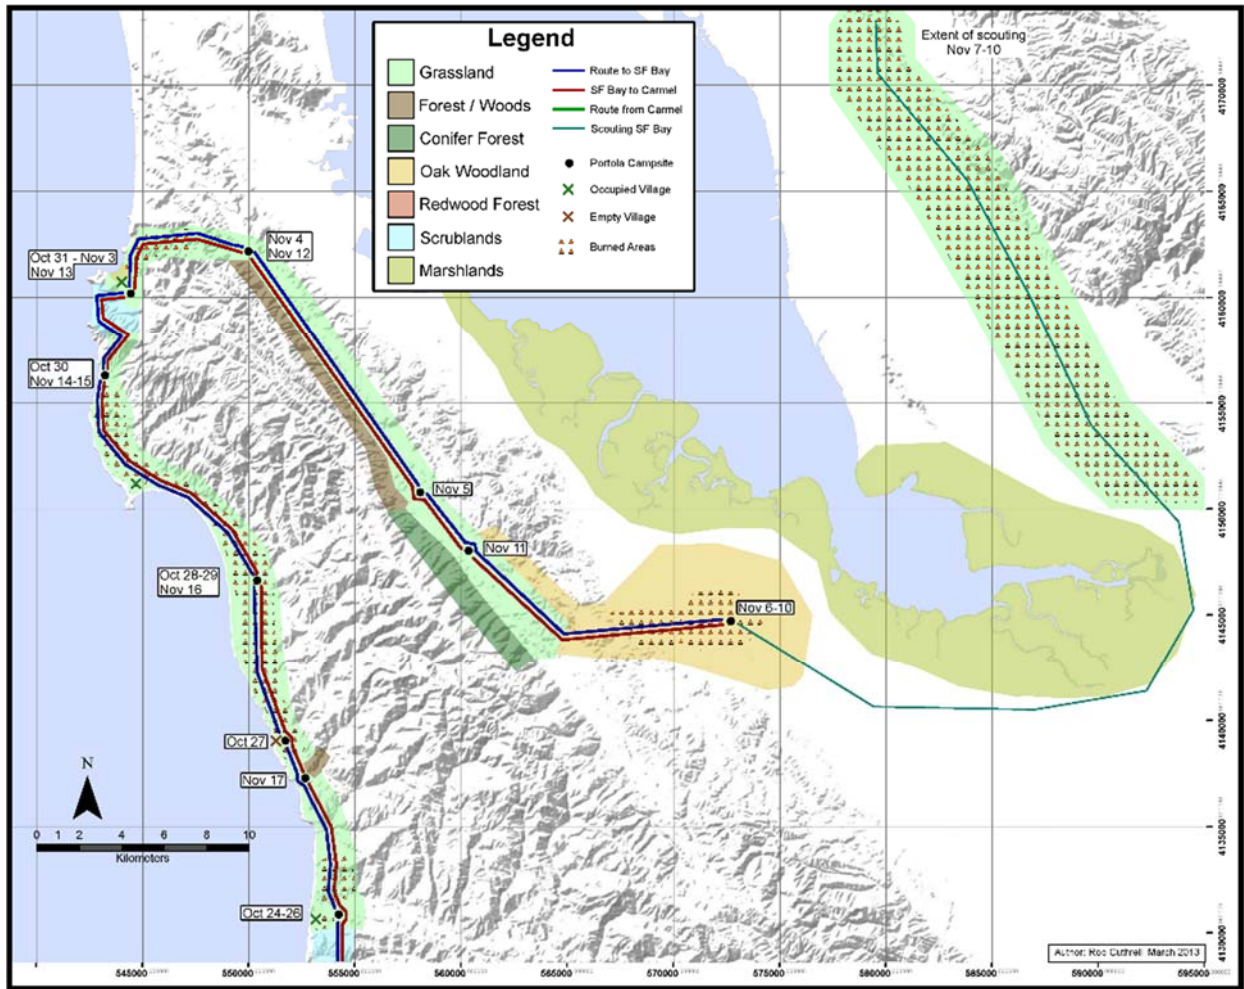 Legend
Grassland
Forest / Woods
Conifer Forest
Oak Woodland
Redwood Forest
Scrublands
Marshlands
Route to SF Bay
SF Bay to Carmel
Route from Carmel
Scouting SF Bay
Portola Campsite
Occupied Village
Empty Village
Burned Areas
Extent of scouting
Nov 7-10
Nov 4
Nov 12
Oct 31 - Nov 3
Nov 13
Oct 30
Nov 14-15
Nov 5
Nov 11
Oct 28-29
Nov 16
Nov 6-10
Oct 27
Nov 17
Oct 24-26
N
0 1 2 4 6 8 10
Kilometers
4170000
4165000
4160000
4155000
4150000
4145000
4140000
4135000
4130000
545000 550000 555000 560000 565000 570000 575000 580000 585000 590000 595000
Author: Roc Cuthrell March 2013